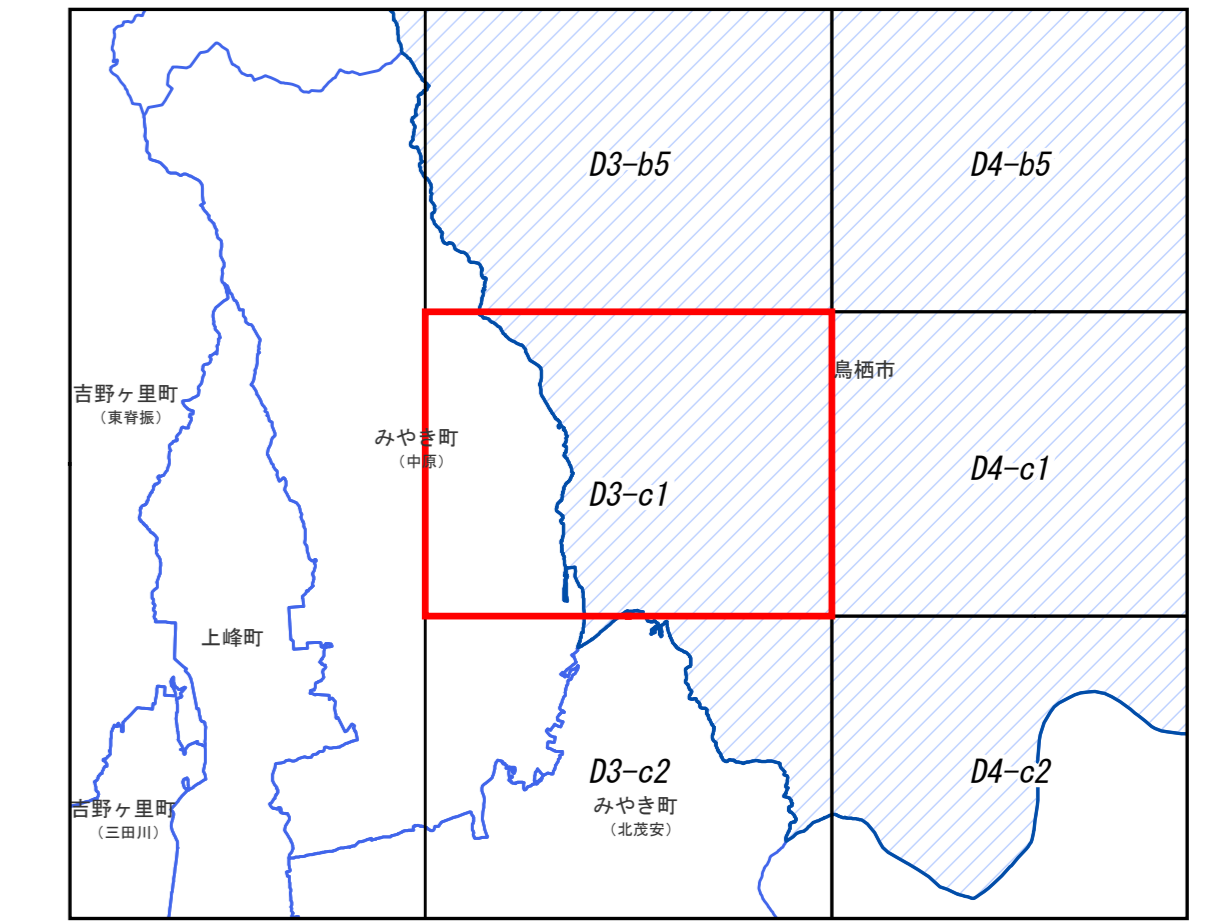 D3-b5
D4-b5
鳥栖市
吉野ヶ里町
（東脊振）
みやき町
（中原）
D3-c1
D4-c1
上峰町
D3-c2
D4-c2
みやき町
（北茂安）
吉野ヶ里町
（三田川）